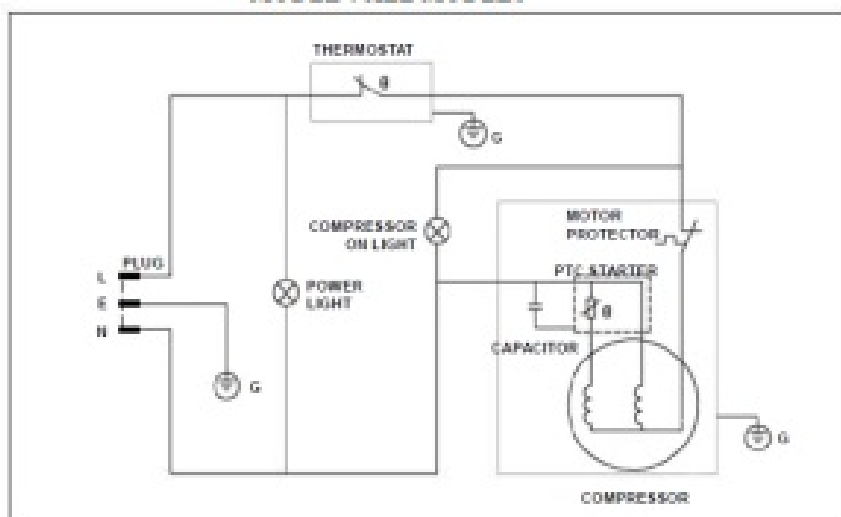 THERMOSTAT
θ
G
COMPRESSOR
ON LIGHT
MOTOR
PROTECTOR
PLUG
L
E
N
POWER
LIGHT
PTC STARTER
θ
CAPACITOR
G
G
COMPRESSOR